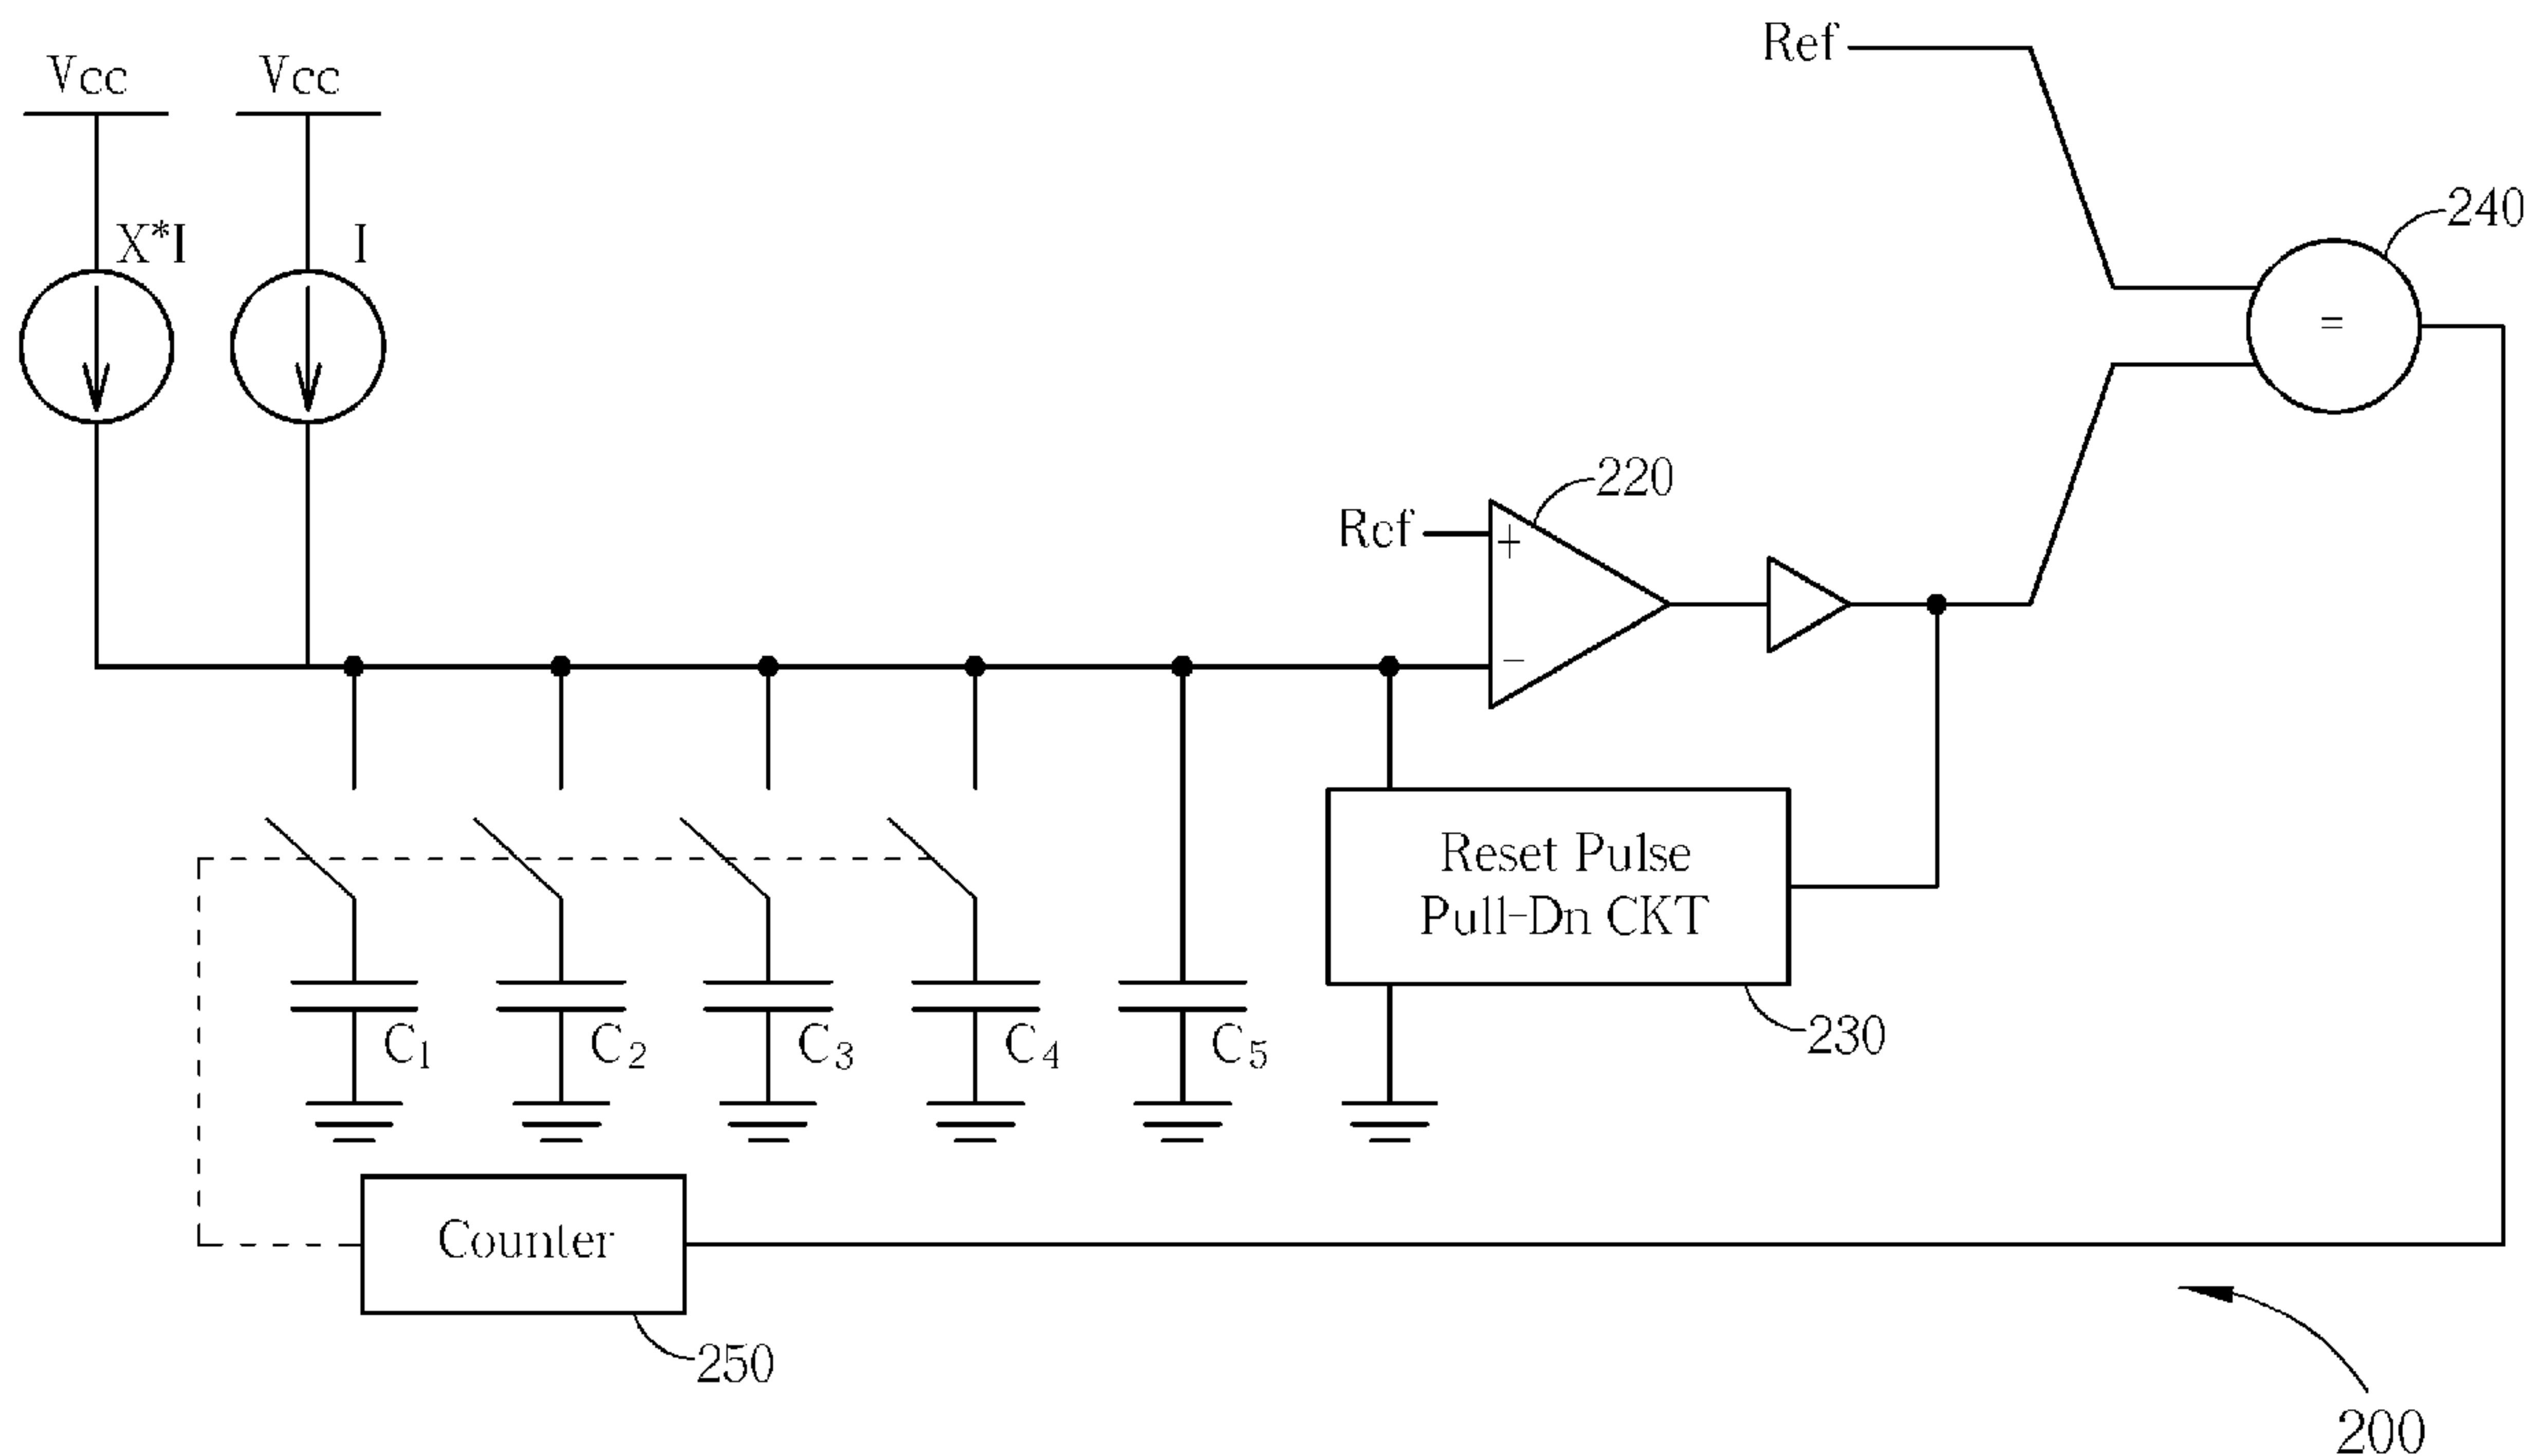 Ref
Vcc
Vcc
240
X*I
I
=
220
Ref
+
−
Reset Pulse
Pull-Dn CKT
C1
C2
C3
C4
C5
230
Counter
250
200